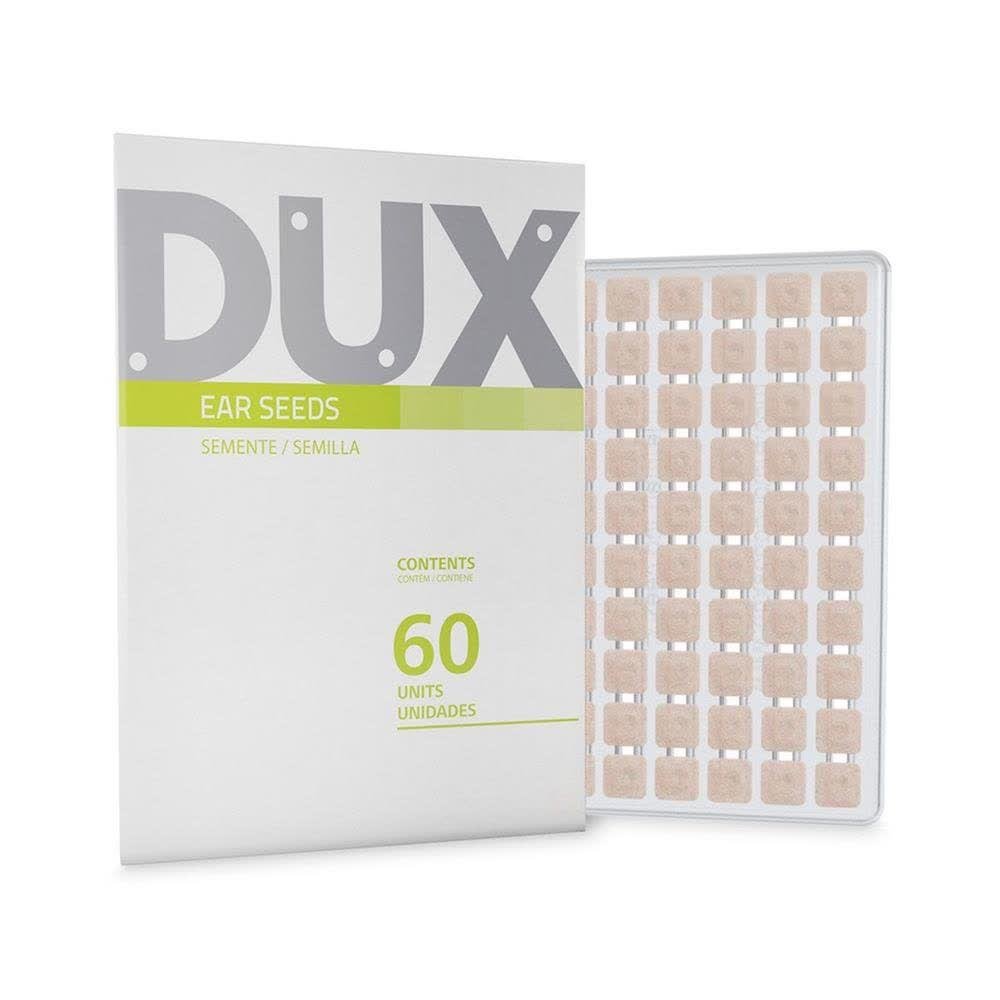 DUX
EAR SEEDS
SEMENTE / SEMILLA
CONTENTS
CONTÉM / CONTIENE
60
UNITS
UNIDADES